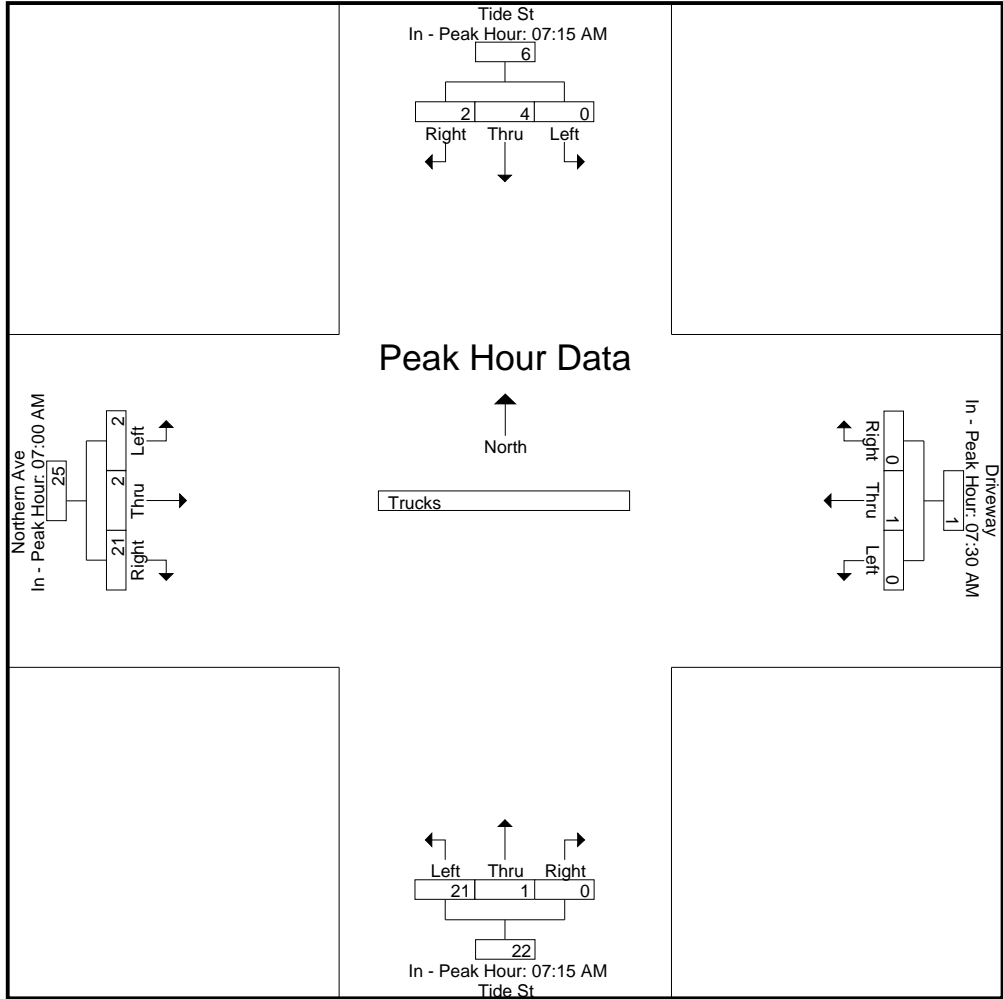 Tide St
In - Peak Hour: 07:15 AM
6
2 4 0
Right Thru Left
Peak Hour Data
North
Trucks
Northern Ave
In - Peak Hour: 07:00 AM
25
2 2 21
Left Thru Right
Driveway
In - Peak Hour: 07:30 AM
1
0 1 0
Right Thru Left
Left Thru Right
21 1 0
22
In - Peak Hour: 07:15 AM
Tide St